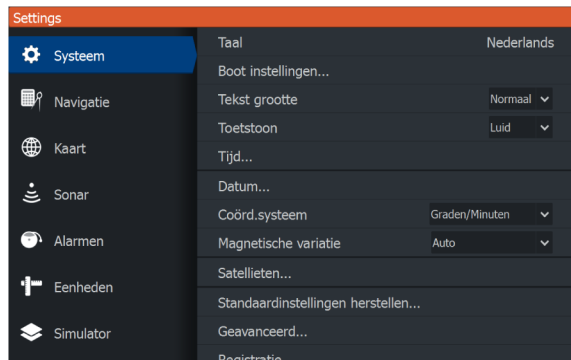 Settings
Systeem
Navigatie
Kaart
Sonar
Alarmen
Eenheden
Simulator
Taal Nederlands
Boot instellingen...
Tekst grootte Normaal
Toetstoon Luid
Tijd...
Datum...
Coörd.systeem Graden/Minuten
Magnetische variatie Auto
Satellieten...
Standaardinstellingen herstellen...
Geavanceerd...
Registratie